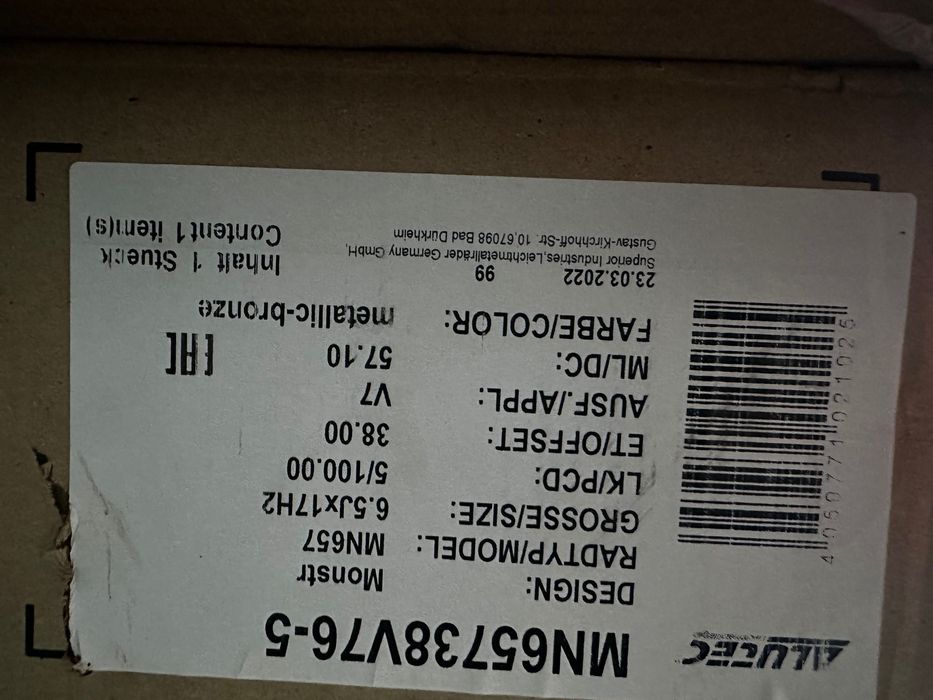 ALUTEC
MN65738V76-5
DESIGN: Monstr
RADTYP/MODEL: MN657
GROSSE/SIZE: 6.5Jx17H2
LK/PCD: 5/100.00
ET/OFFSET: 38.00
AUSF./APPL: V7
ML/DC: 57.10
FARBE/COLOR: metallic-bronze
EAC
4050771021025
23.03.2022 99
Superior Industries,Leichtmetallräder Germany GmbH,
Gustav-Kirchhoff-Str. 10,67098 Bad Dürkheim
Inhalt 1 Stueck
Content 1 item(s)